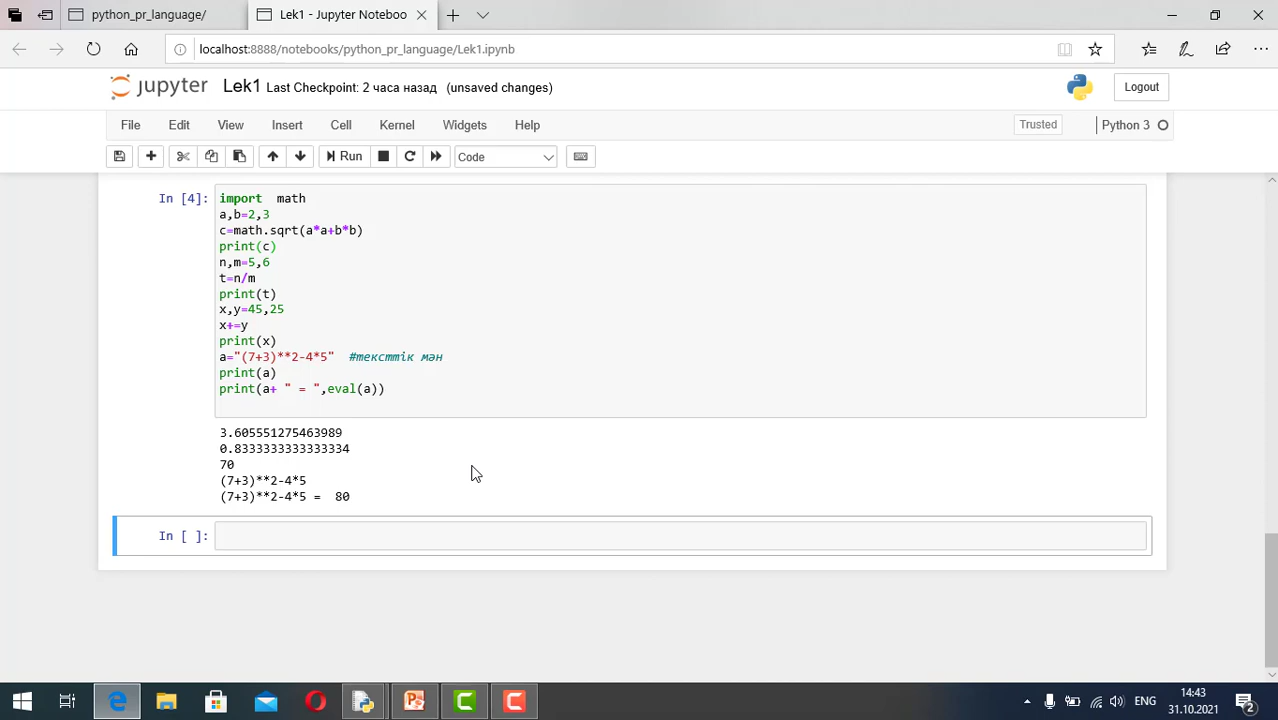 python_pr_language/
Lek1 - Jupyter Noteboo
localhost:8888/notebooks/python_pr_language/Lek1.ipynb
jupyter Lek1 Last Checkpoint: 2 часа назад (unsaved changes)
Logout
File Edit View Insert Cell Kernel Widgets Help
Trusted
Python 3
Run
Code
In [4]:
import  math
a,b=2,3
c=math.sqrt(a*a+b*b)
print(c)
n,m=5,6
t=n/m
print(t)
x,y=45,25
x+=y
print(x)
a="(7+3)**2-4*5"  #текстік мән
print(a)
print(a+ " = ",eval(a))
3.605551275463989
0.8333333333333334
70
(7+3)**2-4*5
(7+3)**2-4*5 =  80
In [ ]:
ENG
14:43
31.10.2021
2